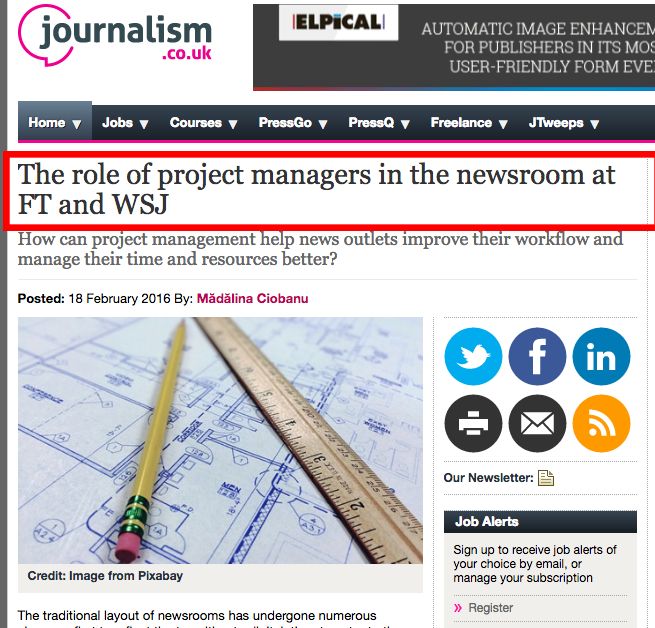 journalism
.co.uk
ELPICAL
AUTOMATIC IMAGE ENHANCEM
FOR PUBLISHERS IN ITS MOS
USER-FRIENDLY FORM EVE
Home ▼ Jobs ▼ Courses ▼ PressGo ▼ PressQ ▼ Freelance ▼ JTweeps ▼
The role of project managers in the newsroom at
FT and WSJ
How can project management help news outlets improve their workflow and
manage their time and resources better?
Posted: 18 February 2016 By: Mădălina Ciobanu
Credit: Image from Pixabay
Our Newsletter:
Job Alerts
Sign up to receive job alerts of
your choice by email, or
manage your subscription
» Register
The traditional layout of newsrooms has undergone numerous